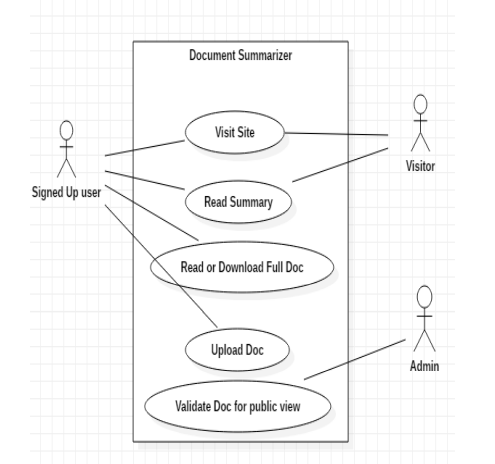 Document Summarizer
Visit Site
Visitor
Signed Up user
Read Summary
Read or Download Full Doc
Upload Doc
Admin
Validate Doc for public view